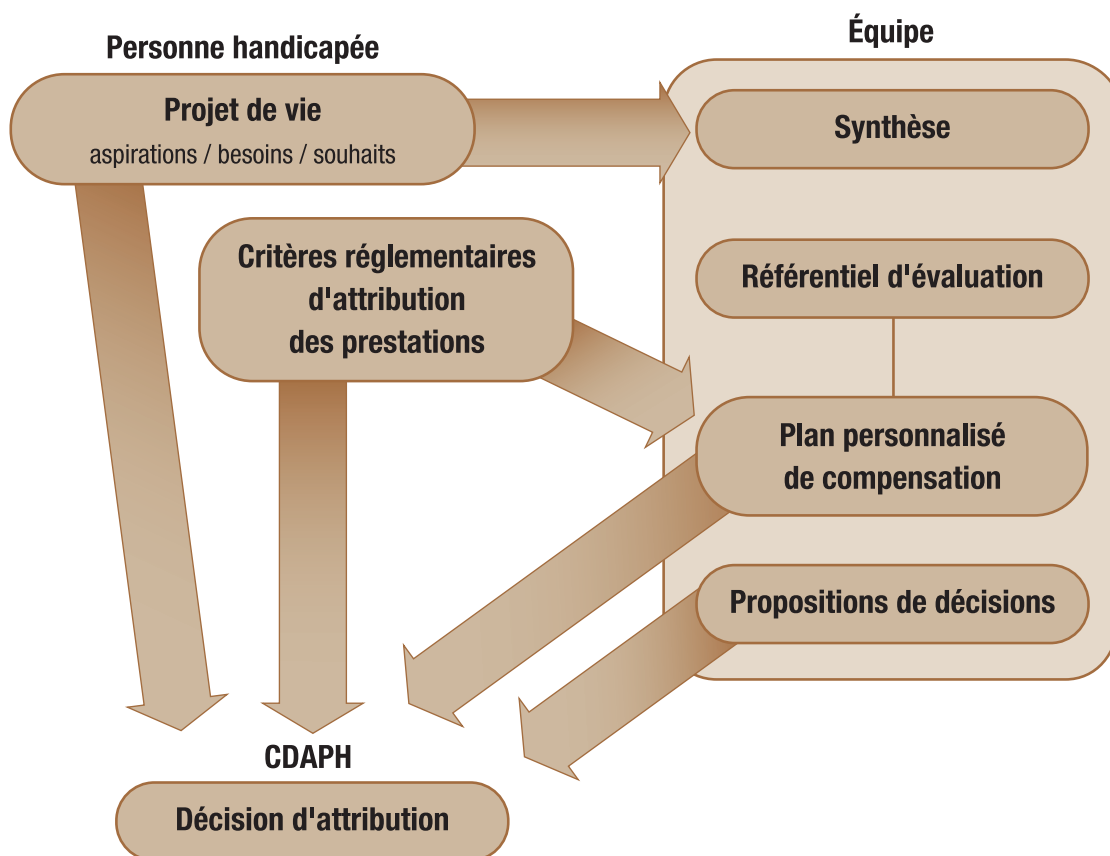 Personne handicapée
Projet de vie
aspirations / besoins / souhaits
Équipe
Synthèse
Critères réglementaires
d'attribution
des prestations
Référentiel d'évaluation
Plan personnalisé
de compensation
Propositions de décisions
CDAPH
Décision d'attribution